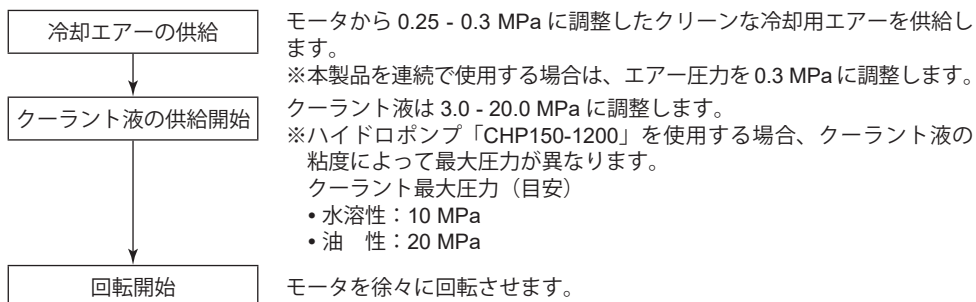 冷却エアーの供給
モータから 0.25 - 0.3 MPa に調整したクリーンな冷却用エアーを供給し
ます。
※本製品を連続で使用する場合は、エアー圧力を 0.3 MPa に調整します。
クーラント液の供給開始
クーラント液は 3.0 - 20.0 MPa に調整します。
※ハイドロポンプ「CHP150-1200」を使用する場合、クーラント液の
粘度によって最大圧力が異なります。
クーラント最大圧力（目安）
• 水溶性：10 MPa
• 油　性：20 MPa
回転開始
モータを徐々に回転させます。